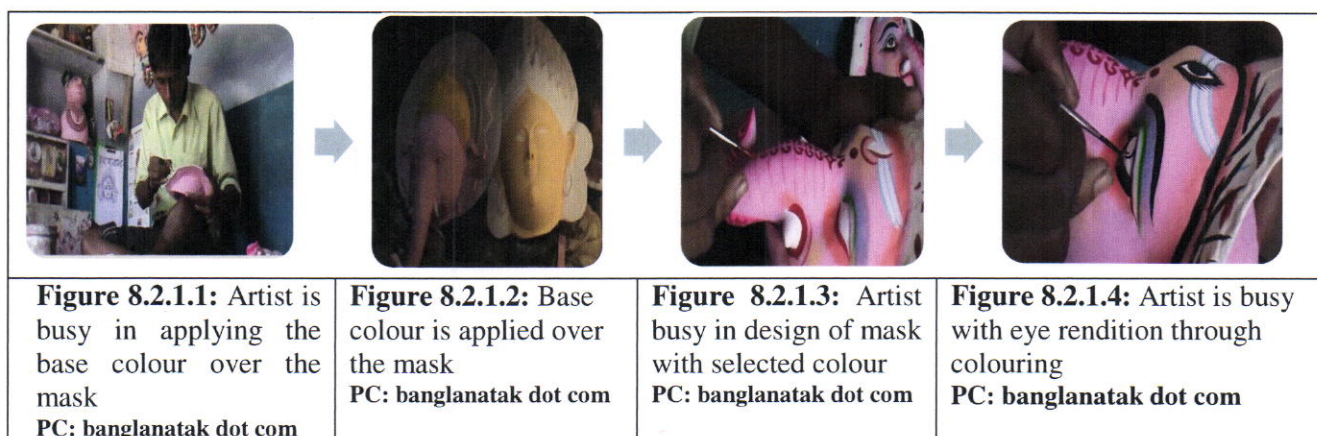 Figure 8.2.1.1: Artist is
busy in applying the
base colour over the
mask
PC: banglanatak dot com
Figure 8.2.1.2: Base
colour is applied over
the mask
PC: banglanatak dot com
Figure 8.2.1.3: Artist
busy in design of mask
with selected colour
PC: banglanatak dot com
Figure 8.2.1.4: Artist is busy
with eye rendition through
colouring
PC: banglanatak dot com